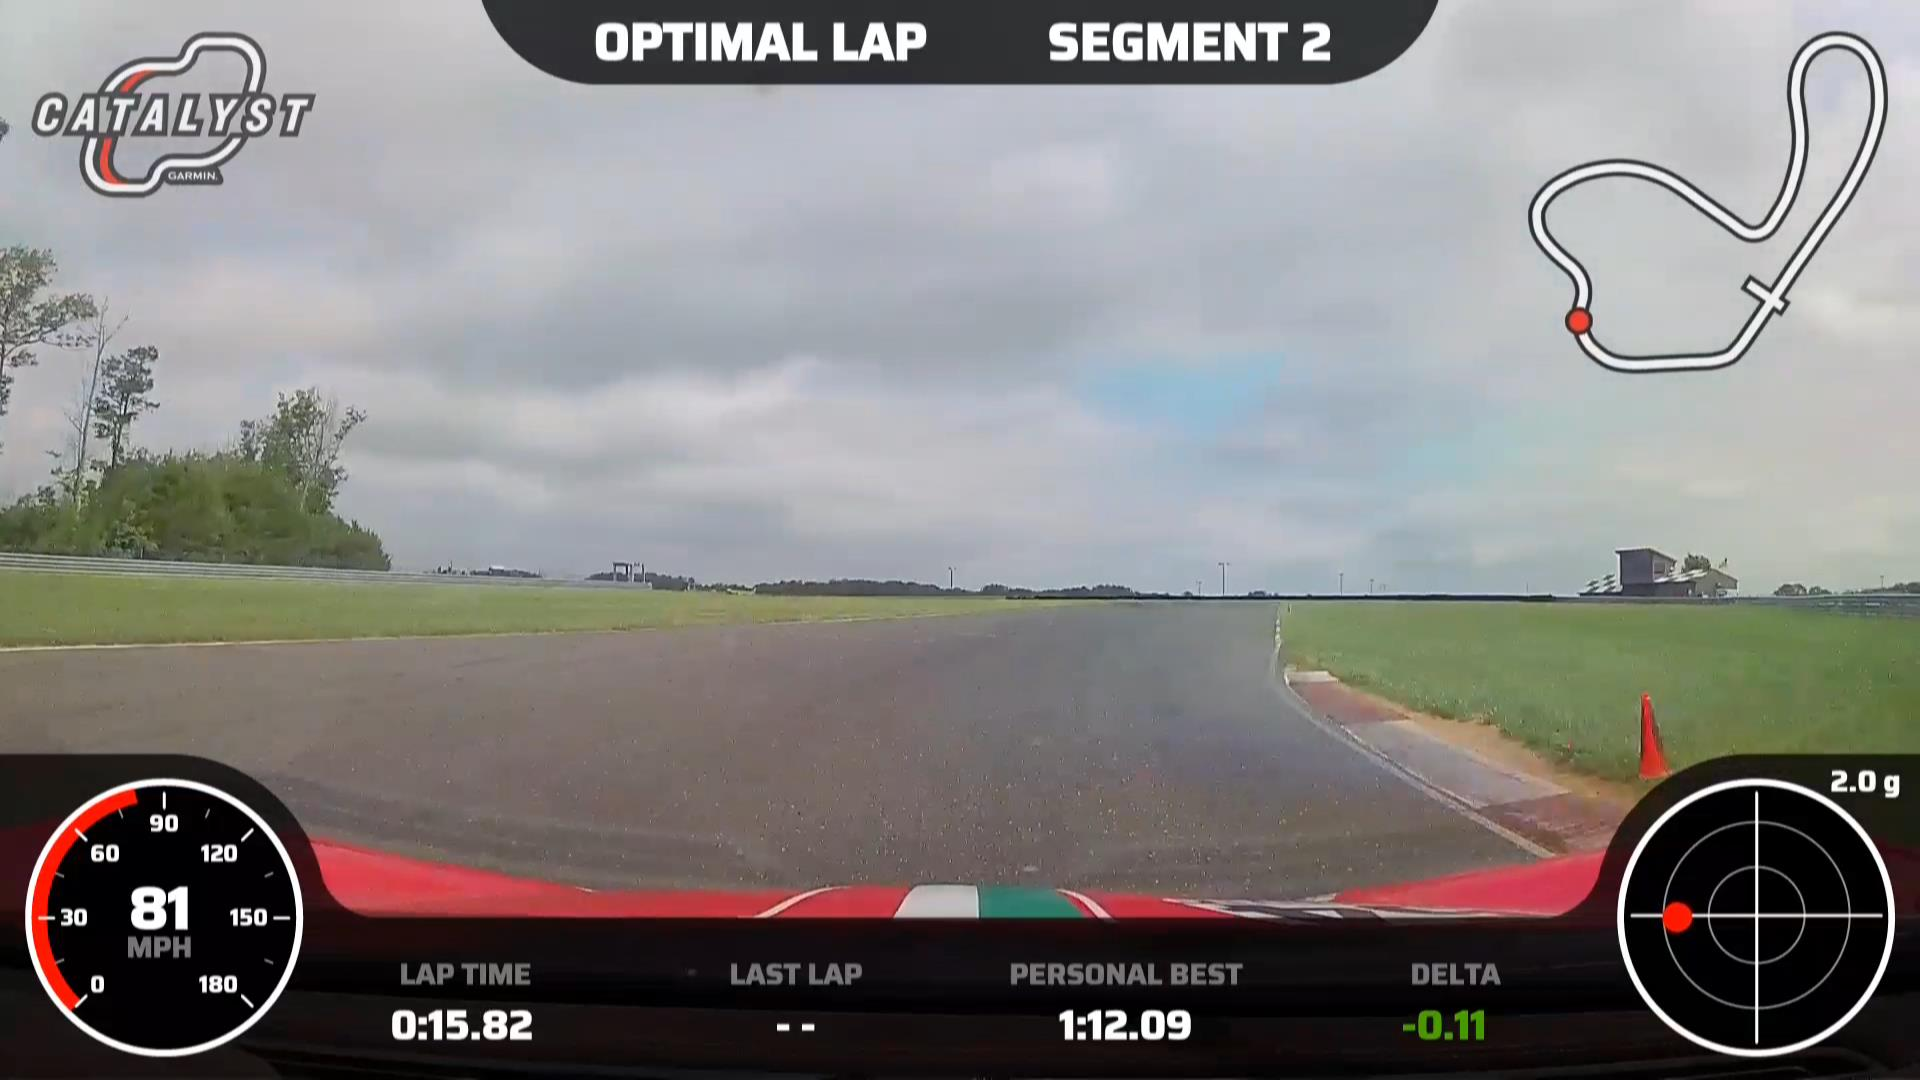 OPTIMAL LAP SEGMENT 2
CATALYST
GARMIN.
2.0 g
90
60 120
30 81 150
MPH
0 180
LAP TIME LAST LAP PERSONAL BEST DELTA
0:15.82 -- 1:12.09 -0.11